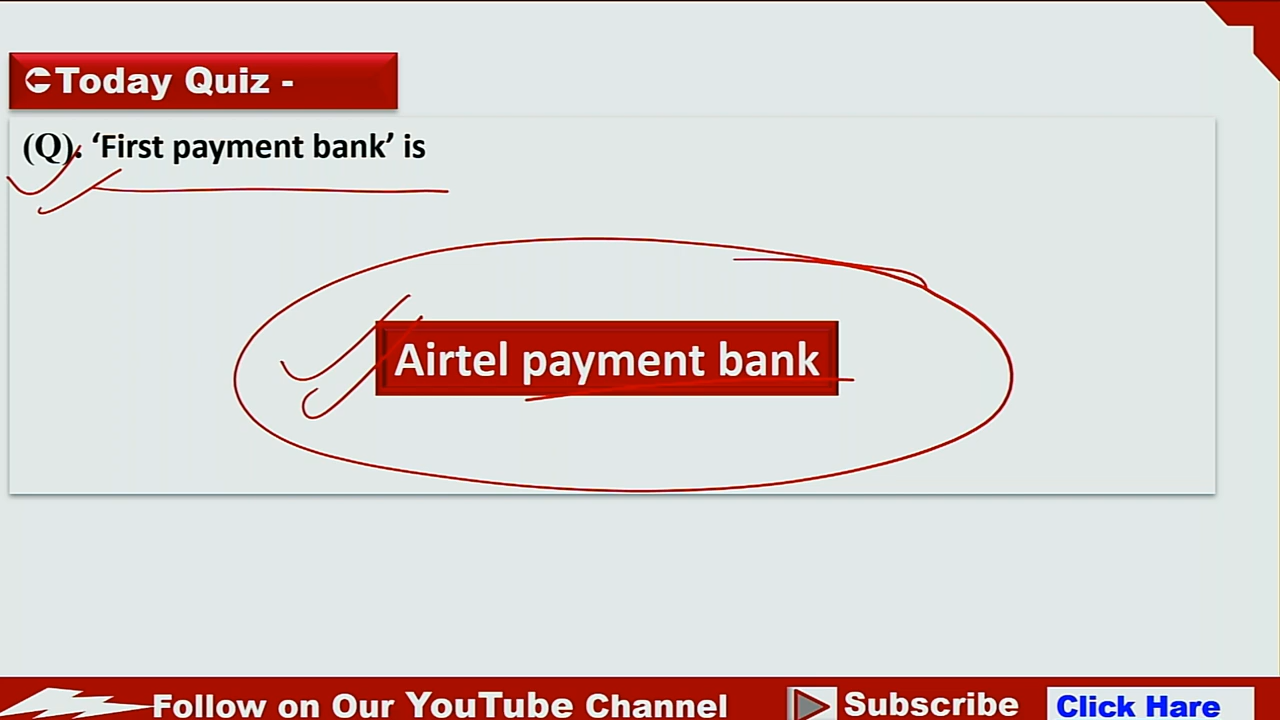 Today Quiz -
(Q). ‘First payment bank’ is
Airtel payment bank
Follow on Our YouTube Channel
Subscribe
Click Hare